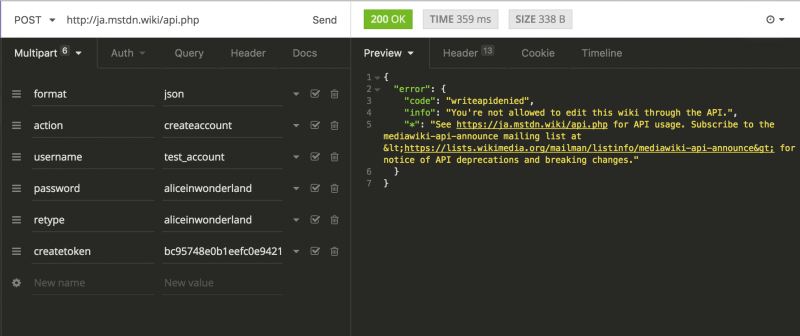 POST http://ja.mstdn.wiki/api.php Send
200 OK TIME 359 ms SIZE 338 B
Multipart 6 Auth Query Header Docs
Preview Header 13 Cookie Timeline
format json
action createaccount
username test_account
password aliceinwonderland
retype aliceinwonderland
createtoken bc95748e0b1eefc0e9421
New name New value
1 {
2 "error": {
3 "code": "writeapidenied",
4 "info": "You're not allowed to edit this wiki through the API.",
5 "*": "See https://ja.mstdn.wiki/api.php for API usage. Subscribe to the
mediawiki-api-announce mailing list at
&lt;https://lists.wikimedia.org/mailman/listinfo/mediawiki-api-announce&gt; for
notice of API deprecations and breaking changes."
6 }
7 }